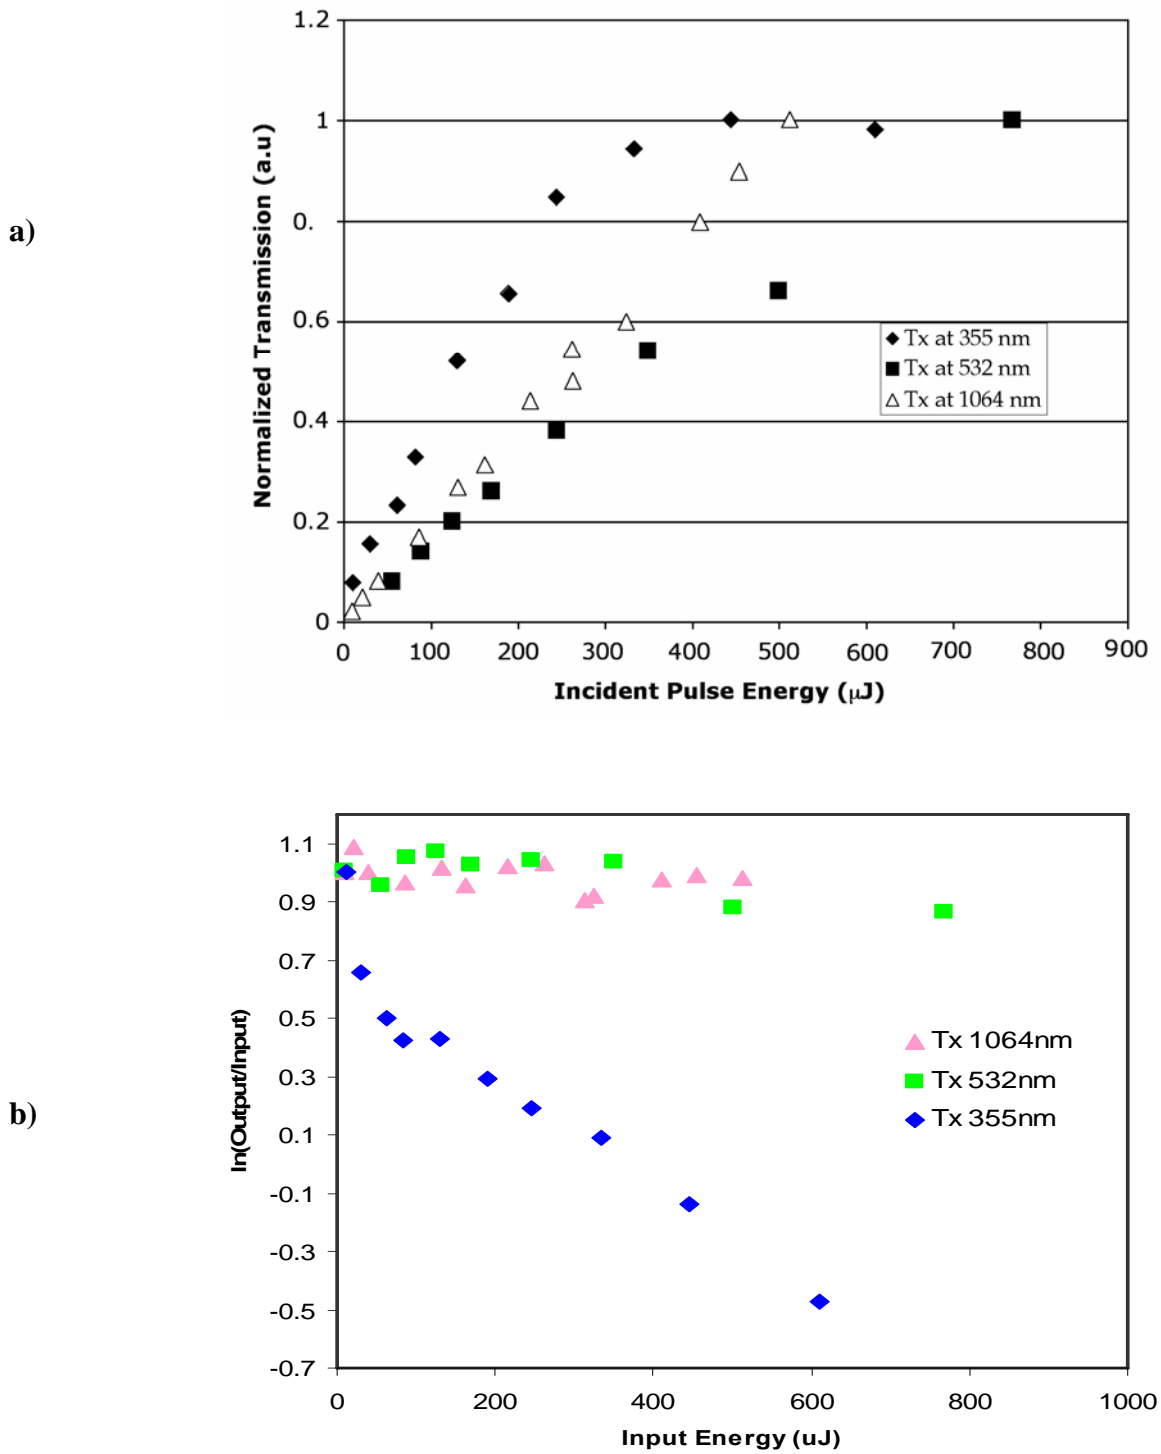 a)
Normalized Transmission (a.u)
1.2
1
0.
0.6
0.4
0.2
0
0 100 200 300 400 500 600 700 800 900
Incident Pulse Energy (μJ)
Tx at 355 nm
Tx at 532 nm
Tx at 1064 nm
b)
ln(Output/Input)
1.1
0.9
0.7
0.5
0.3
0.1
-0.1
-0.3
-0.5
-0.7
0 200 400 600 800 1000
Input Energy (uJ)
Tx 1064nm
Tx 532nm
Tx 355nm